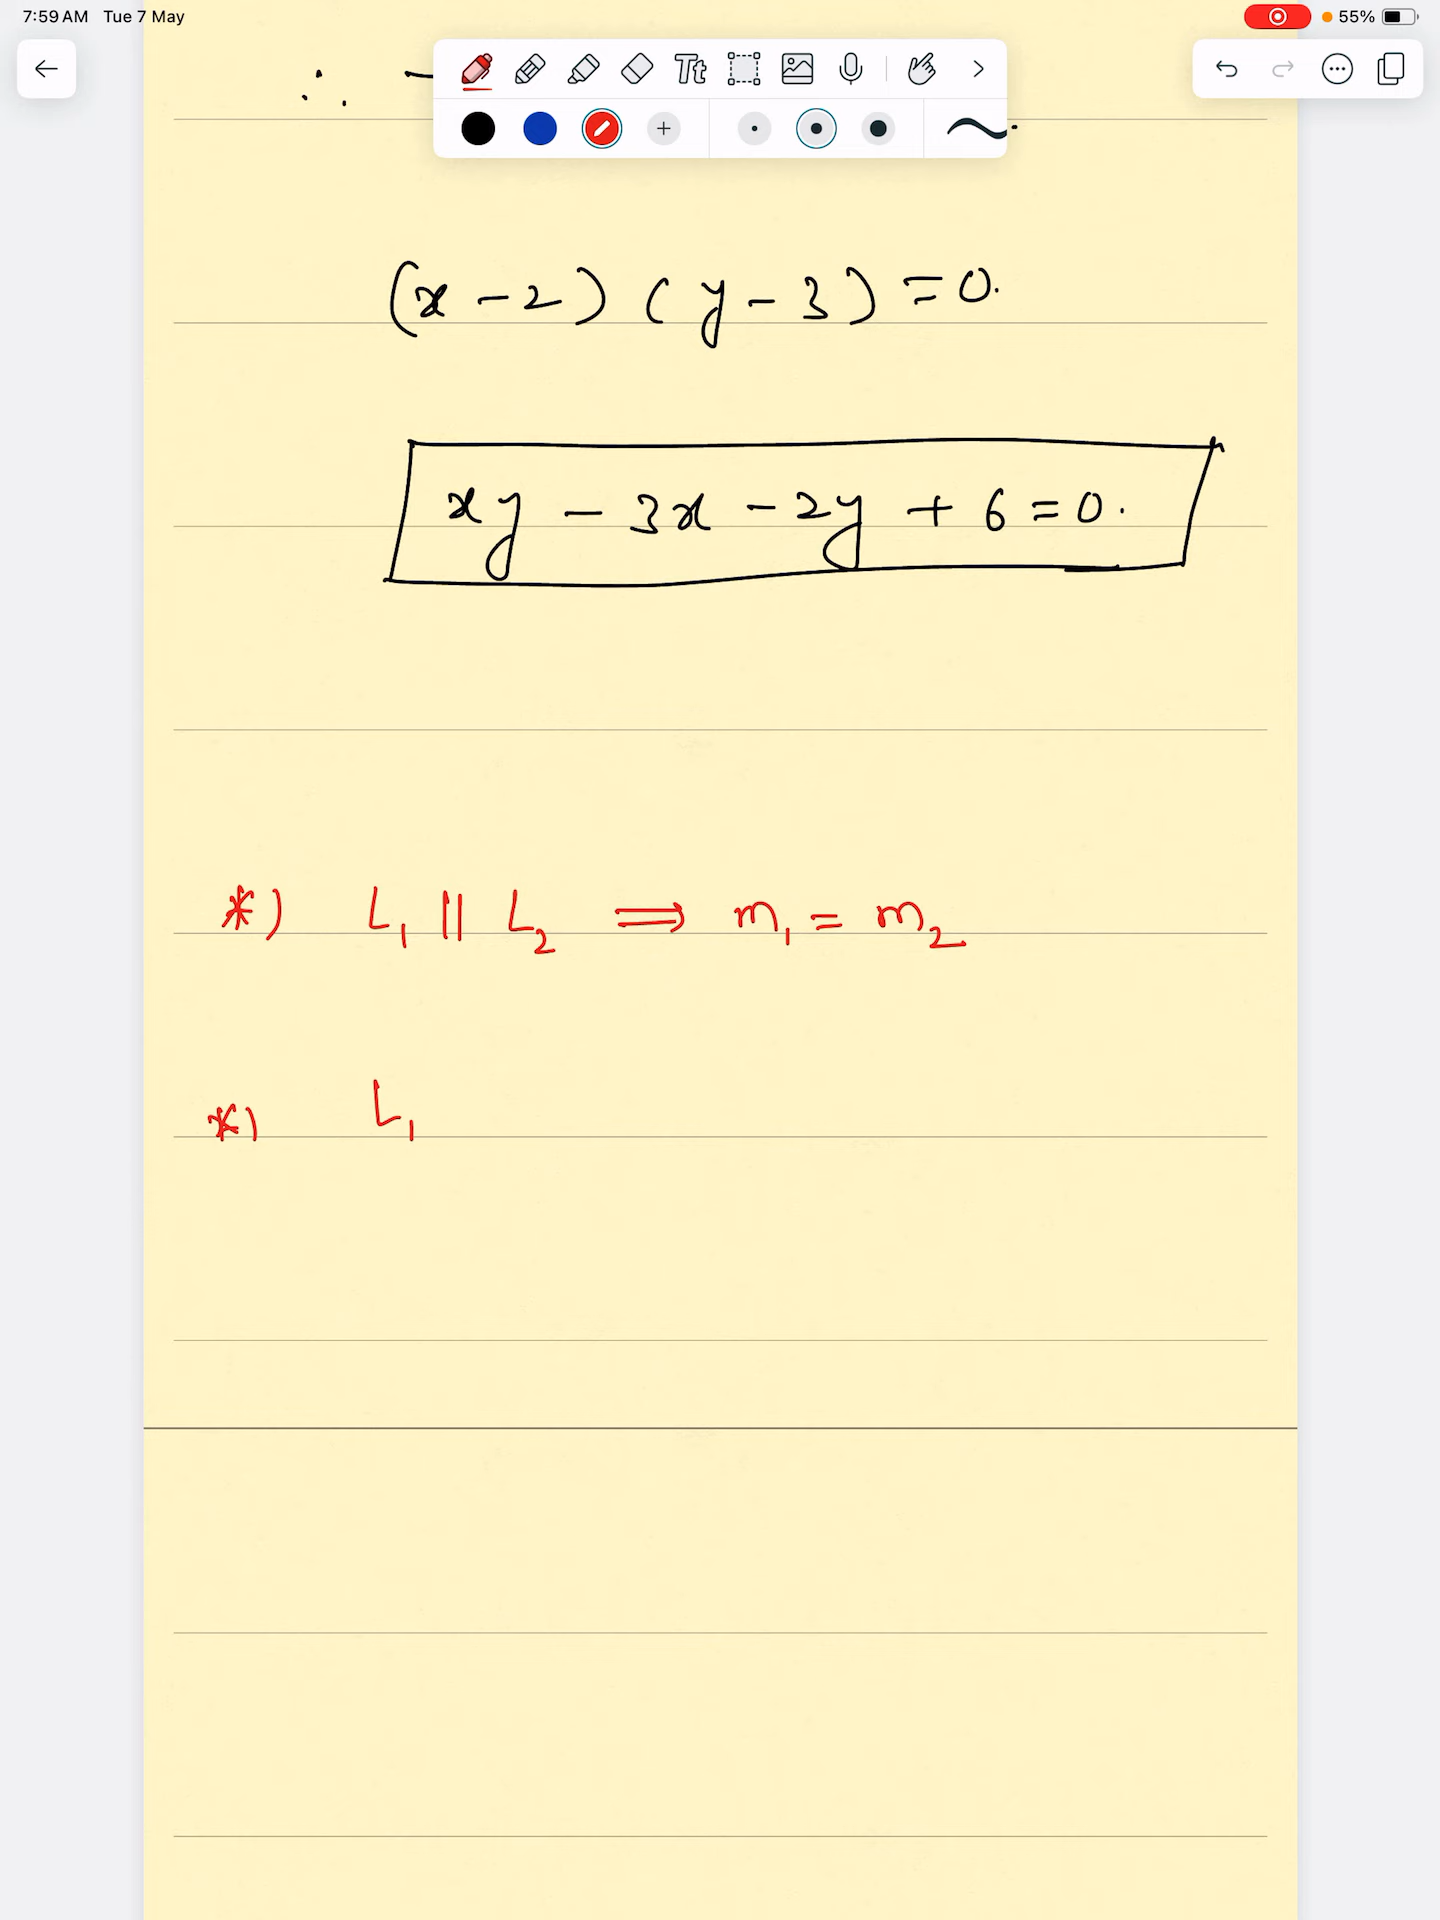 7:59 AM Tue 7 May
55%
Tt
∴ –
(x - 2) (y - 3) = 0.
xy - 3x - 2y + 6 = 0.
*) L₁ || L₂ ⟹ m₁ = m₂
*) L₁